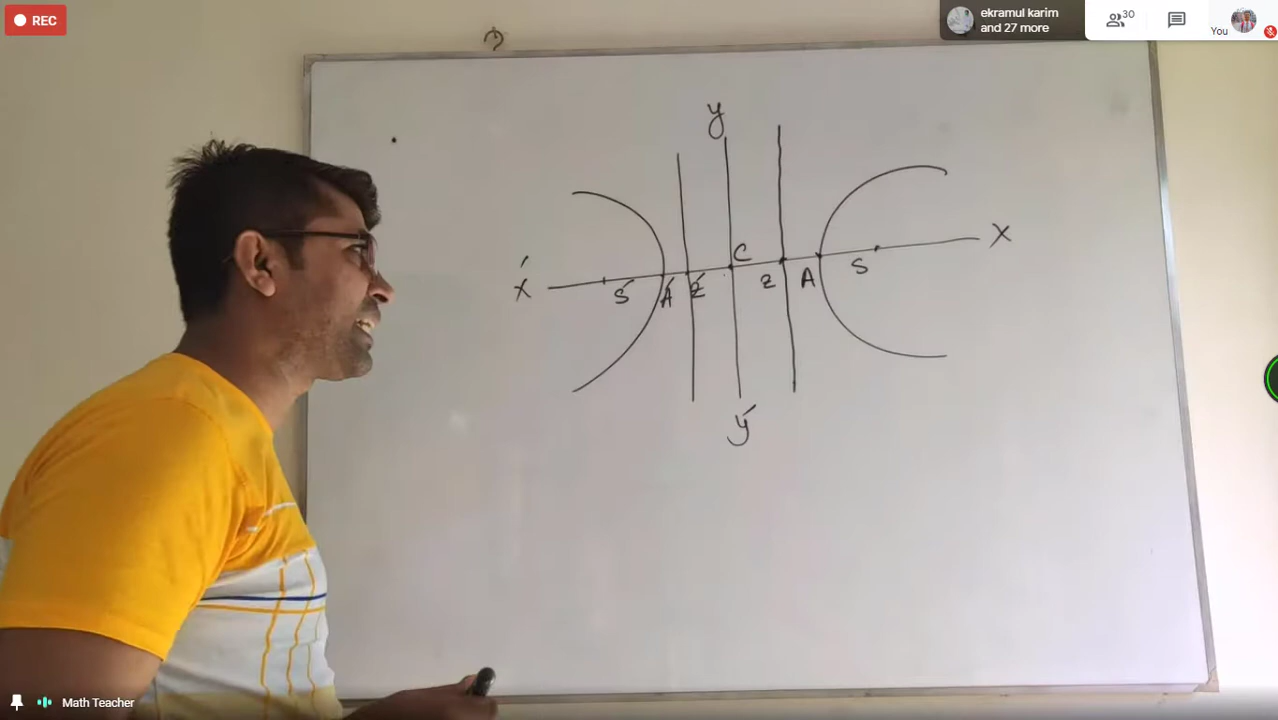 REC
ekramul karim
and 27 more
30
You
y
C
X
X́
Ś
Á
Ź
z
A
S
ý
Math Teacher